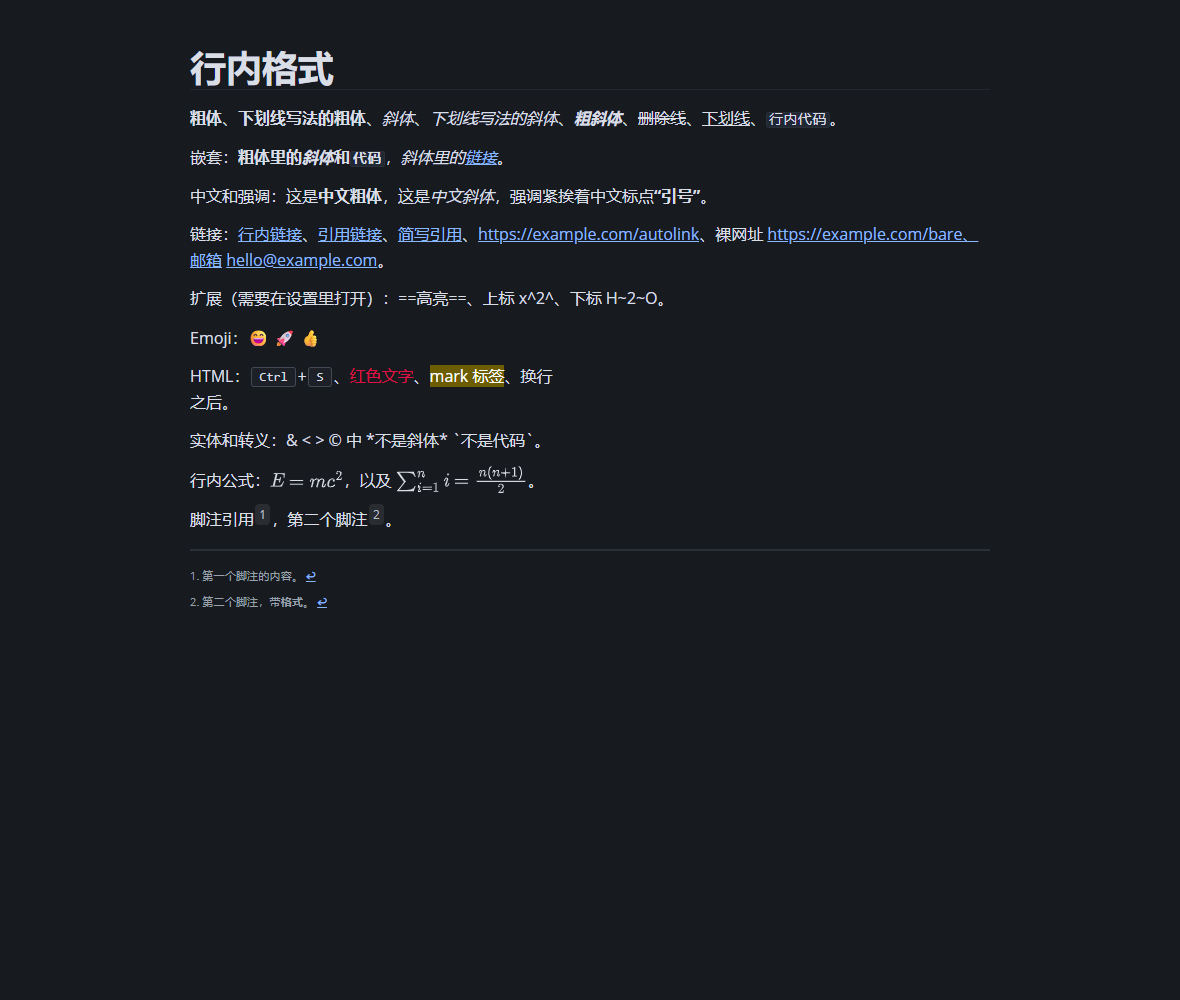 行内格式
粗体、下划线写法的粗体、斜体、下划线写法的斜体、粗斜体、删除线、下划线、行内代码。
嵌套：粗体里的斜体和代码，斜体里的链接。
中文和强调：这是中文粗体，这是中文斜体，强调紧挨着中文标点“引号”。
链接：行内链接、引用链接、简写引用、https://example.com/autolink、裸网址 https://example.com/bare、
邮箱 hello@example.com。
扩展（需要在设置里打开）：==高亮==、上标 x^2^、下标 H~2~O。
Emoji：😄 🚀 👍
HTML：Ctrl+S、红色文字、mark 标签、换行
之后。
实体和转义：& < > © 中 *不是斜体* `不是代码`。
行内公式：E = mc²，以及 ∑ⁿᵢ₌₁ i = n(n+1)/2。
脚注引用1，第二个脚注2。
1. 第一个脚注的内容。↩
2. 第二个脚注，带格式。↩